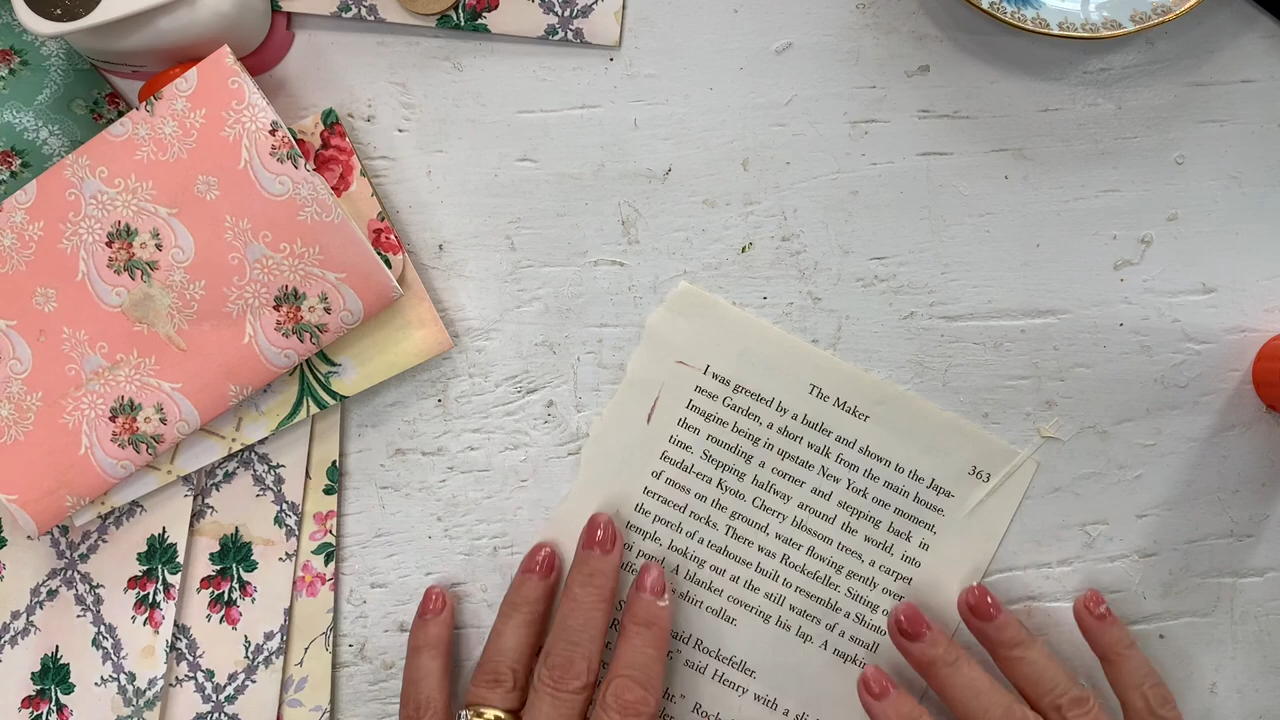 The Maker
363
I was greeted by a butler and shown to the Japa-
nese Garden, a short walk from the main house.
Imagine being in upstate New York one moment,
then rounding a corner and stepping back in
time. Stepping halfway around the world, into
feudal-era Kyoto. Cherry blossom trees, a carpet
of moss on the ground, water flowing gently over
terraced rocks. There was Rockefeller. Sitting o
the porch of a teahouse built to resemble a Shinto
temple, looking out at the still waters of a small
oi pond. A blanket covering his lap. A napkin
shirt collar.
said Rockefeller.
said Henry with a